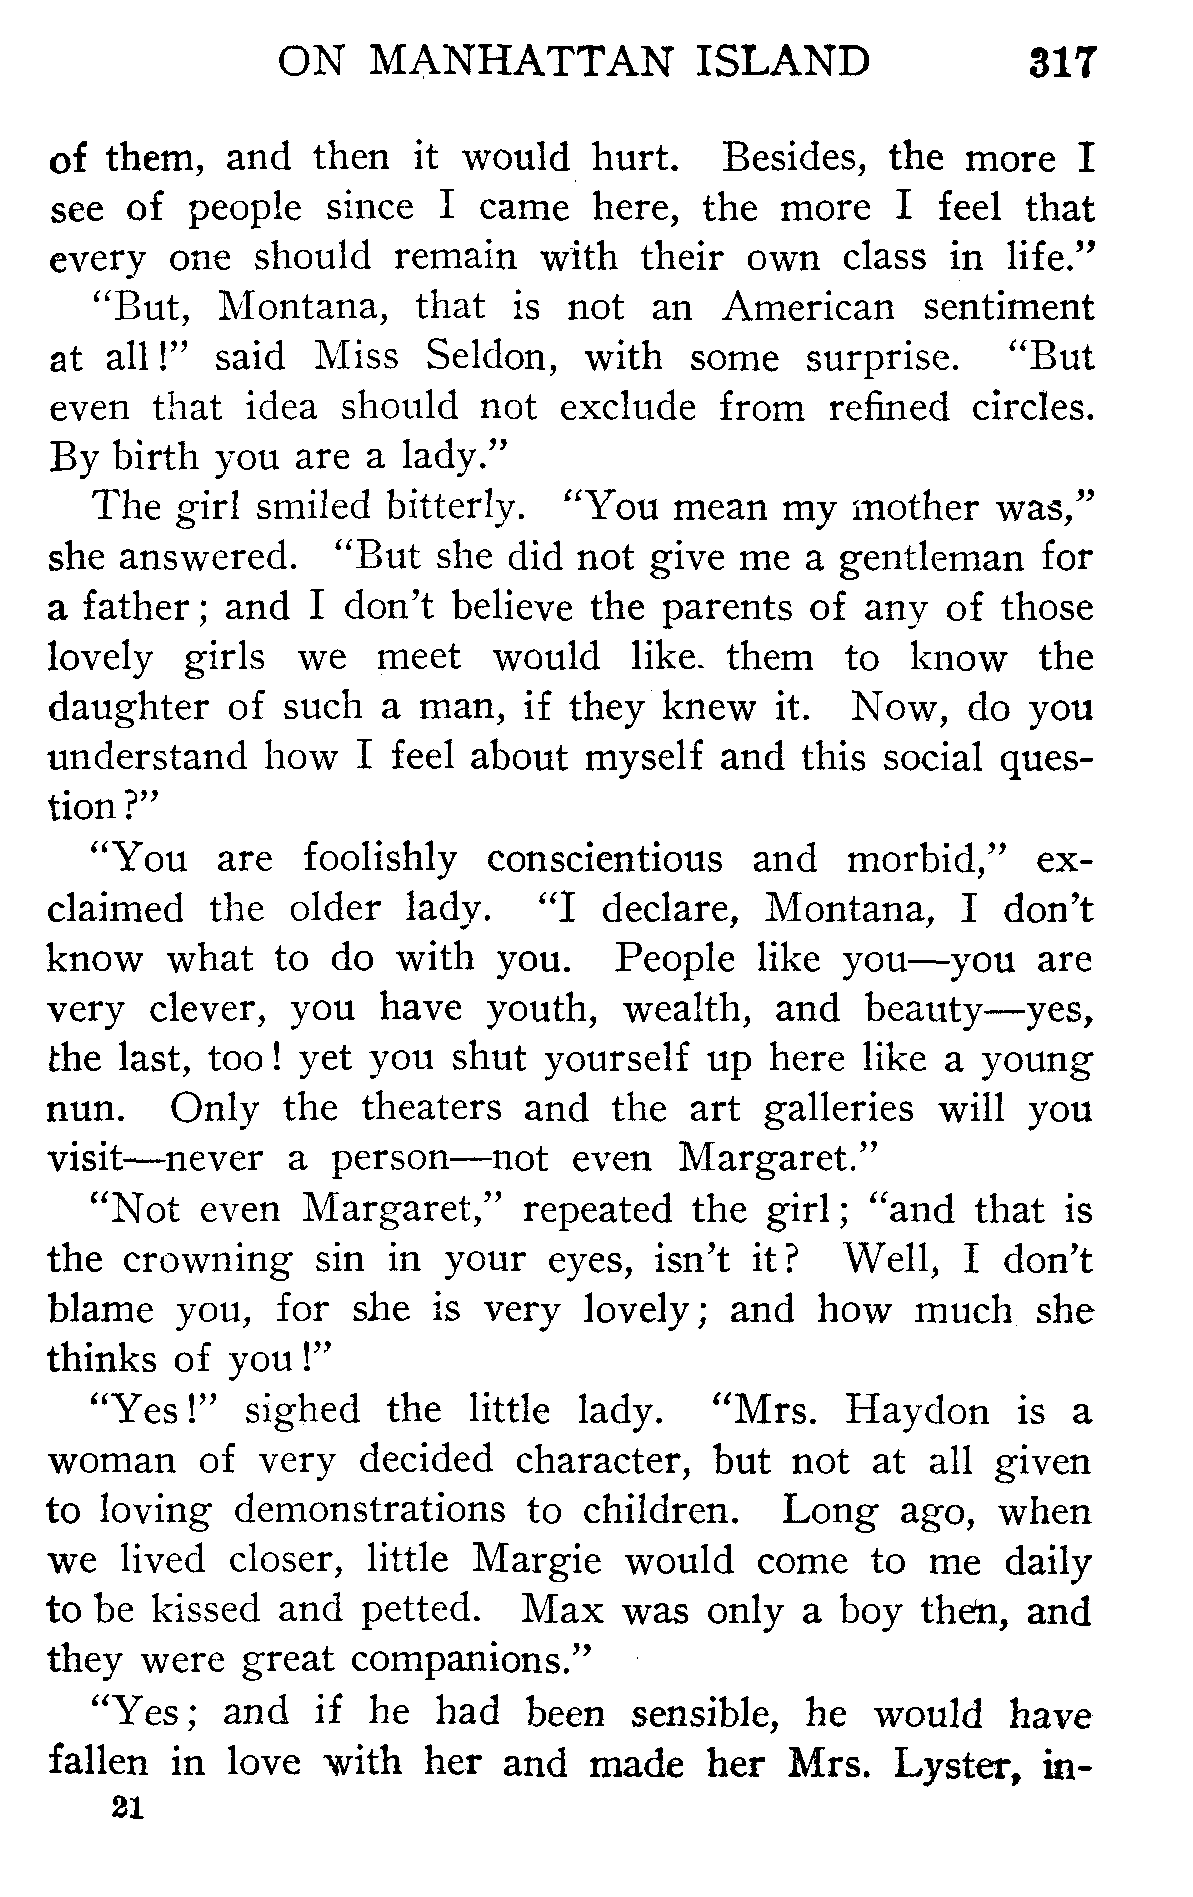 ON MANHATTAN ISLAND 317
of them, and then it would hurt. Besides, the more I
see of people since I came here, the more I feel that
every one should remain with their own class in life."
"But, Montana, that is not an American sentiment
at all!" said Miss Seldon, with some surprise. "But
even that idea should not exclude from refined circles.
By birth you are a lady."
The girl smiled bitterly. "You mean my mother was,"
she answered. "But she did not give me a gentleman for
a father; and I don't believe the parents of any of those
lovely girls we meet would like. them to know the
daughter of such a man, if they knew it. Now, do you
understand how I feel about myself and this social ques-
tion?"
"You are foolishly conscientious and morbid," ex-
claimed the older lady. "I declare, Montana, I don't
know what to do with you. People like you—you are
very clever, you have youth, wealth, and beauty—yes,
the last, too! yet you shut yourself up here like a young
nun. Only the theaters and the art galleries will you
visit—never a person—not even Margaret."
"Not even Margaret," repeated the girl; "and that is
the crowning sin in your eyes, isn't it? Well, I don't
blame you, for she is very lovely; and how much she
thinks of you!"
"Yes!" sighed the little lady. "Mrs. Haydon is a
woman of very decided character, but not at all given
to loving demonstrations to children. Long ago, when
we lived closer, little Margie would come to me daily
to be kissed and petted. Max was only a boy then, and
they were great companions."
"Yes; and if he had been sensible, he would have
fallen in love with her and made her Mrs. Lyster, in-
21